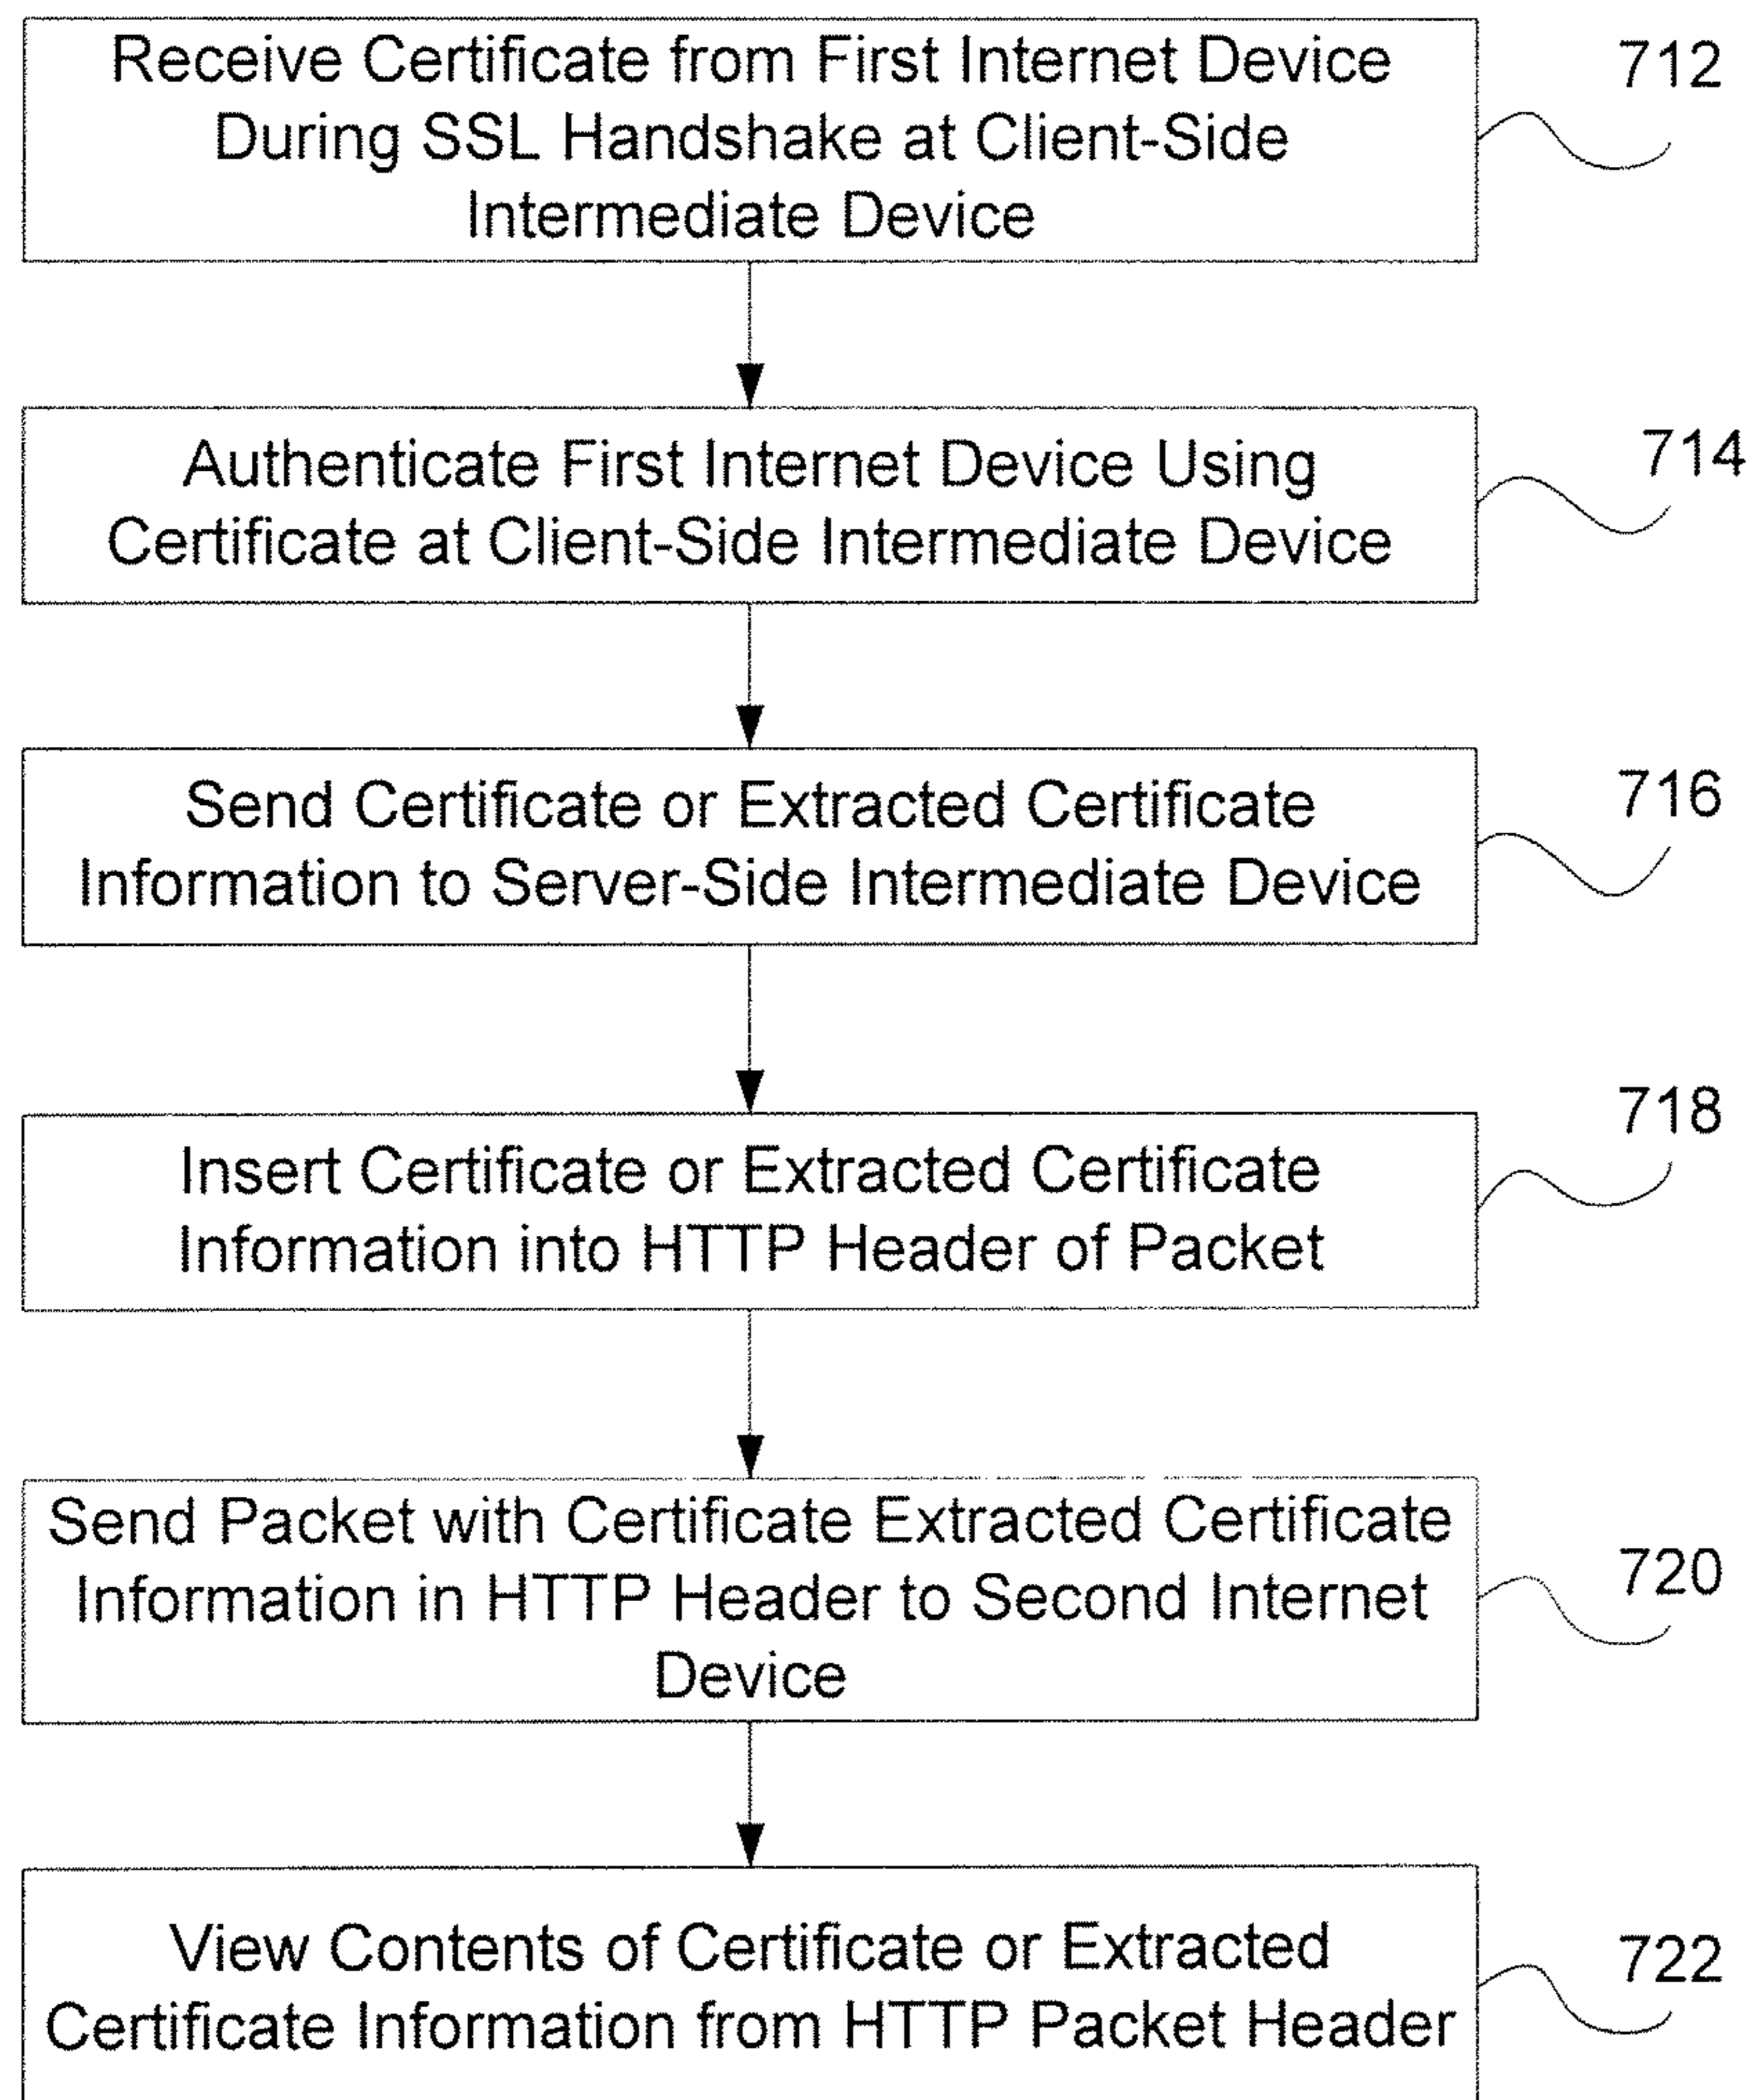 Receive Certificate from First Internet Device
During SSL Handshake at Client-Side
Intermediate Device
712
Authenticate First Internet Device Using
Certificate at Client-Side Intermediate Device
714
Send Certificate or Extracted Certificate
Information to Server-Side Intermediate Device
716
Insert Certificate or Extracted Certificate
Information into HTTP Header of Packet
718
Send Packet with Certificate Extracted Certificate
Information in HTTP Header to Second Internet
Device
720
View Contents of Certificate or Extracted
Certificate Information from HTTP Packet Header
722